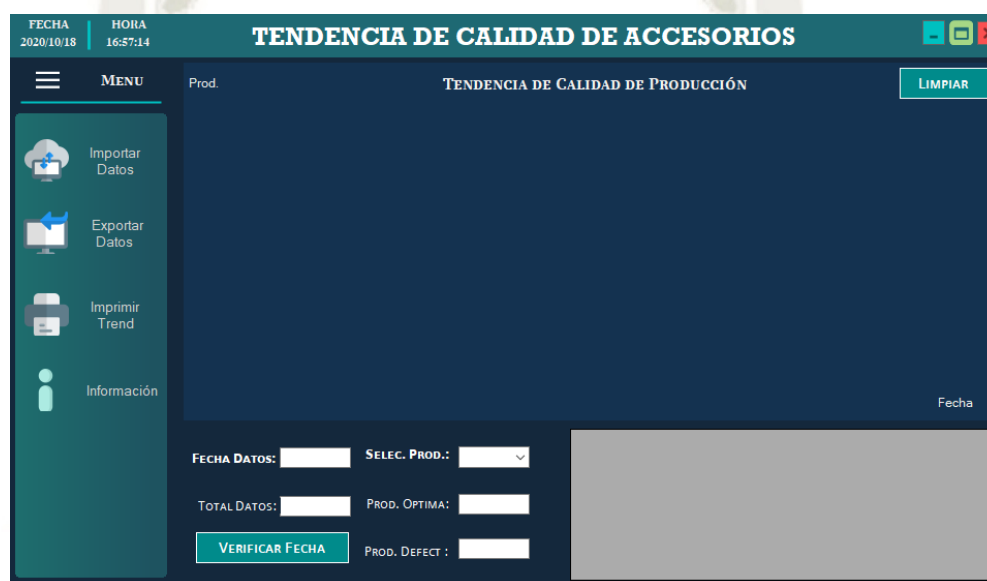 FECHA
2020/10/18
HORA
16:57:14
TENDENCIA DE CALIDAD DE ACCESORIOS
MENU
Prod.
TENDENCIA DE CALIDAD DE PRODUCCIÓN
LIMPIAR
Importar
Datos
Exportar
Datos
Imprimir
Trend
Información
Fecha
FECHA DATOS:
SELEC. PROD.:
TOTAL DATOS:
PROD. OPTIMA:
VERIFICAR FECHA
PROD. DEFECT :